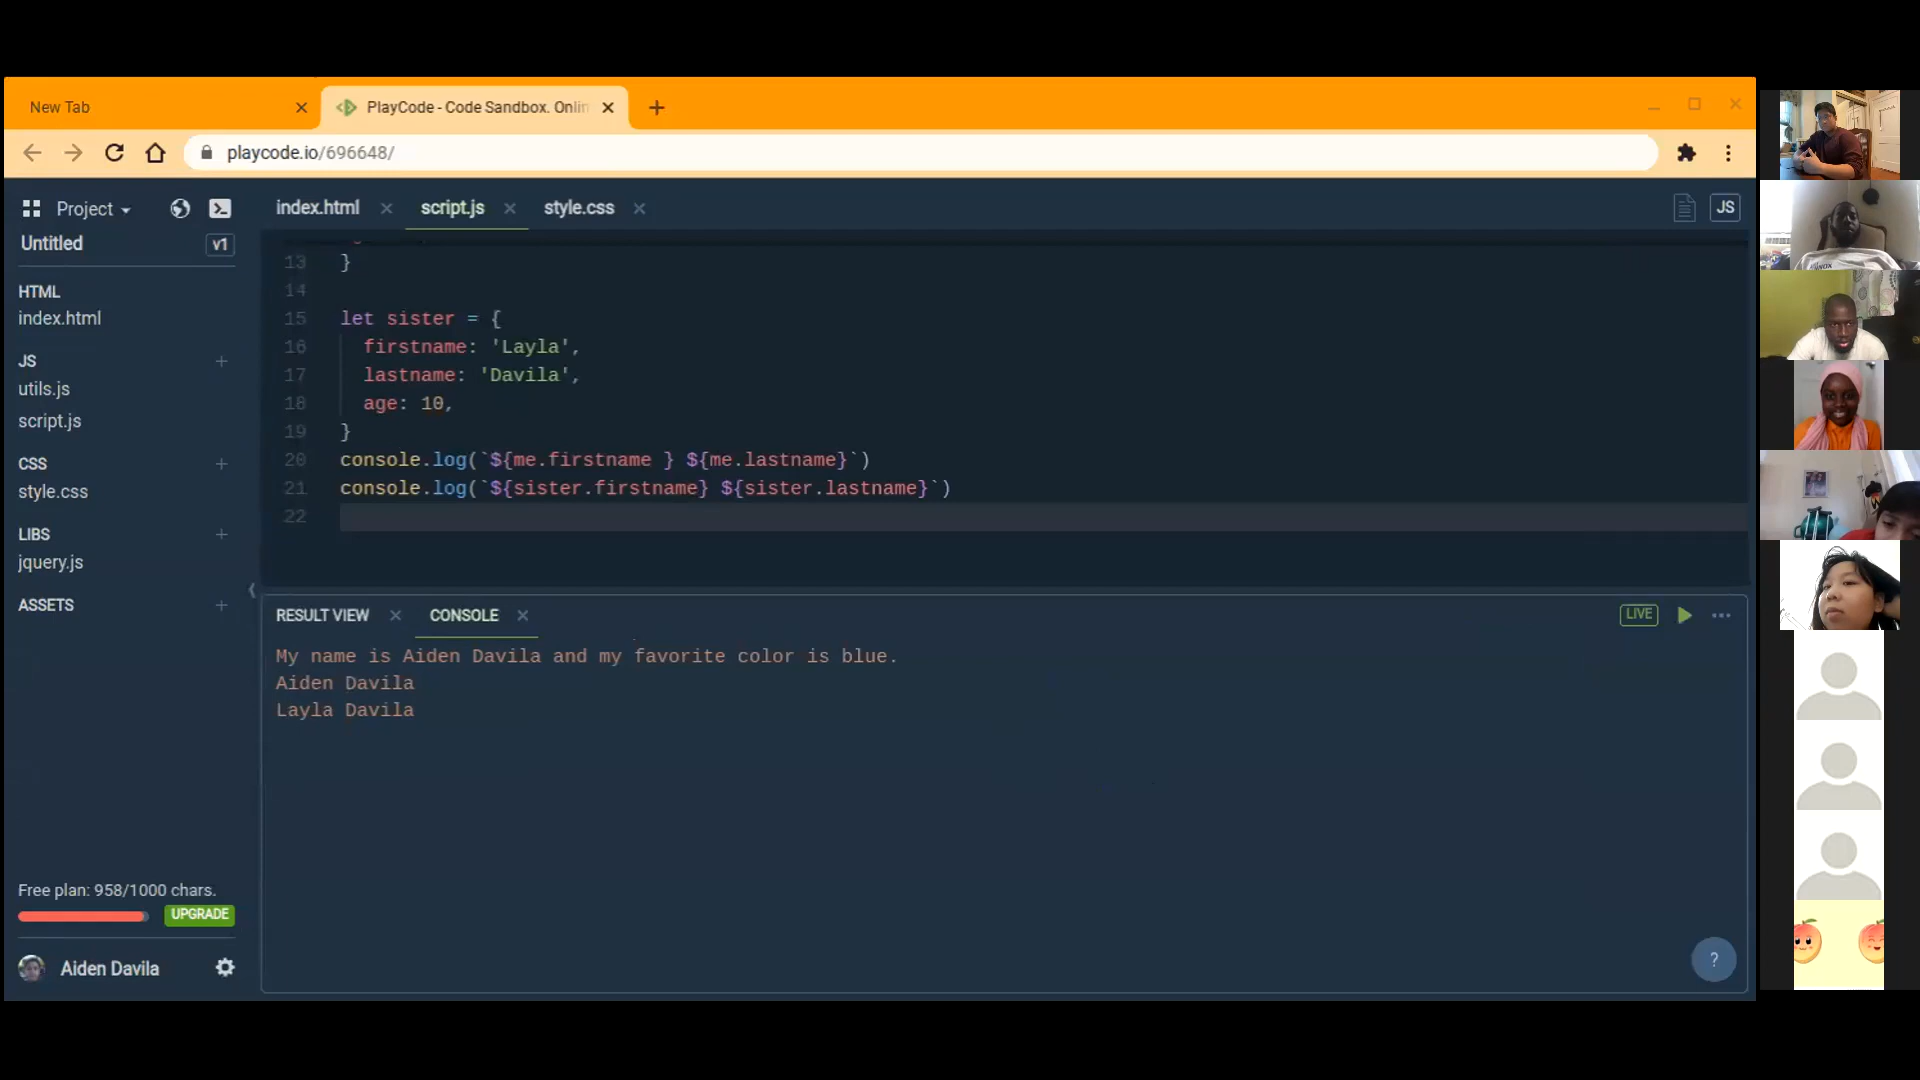 New Tab
PlayCode - Code Sandbox. Onlin
playcode.io/696648/
Project
index.html
script.js
style.css
JS
Untitled
v1
HTML
index.html
JS
utils.js
script.js
CSS
style.css
LIBS
jquery.js
ASSETS
Free plan: 958/1000 chars.
UPGRADE
Aiden Davila
13 }
14
15 let sister = {
16 firstname: 'Layla',
17 lastname: 'Davila',
18 age: 10,
19 }
20 console.log(`${me.firstname } ${me.lastname}`)
21 console.log(`${sister.firstname} ${sister.lastname}`)
22
RESULT VIEW
CONSOLE
LIVE
My name is Aiden Davila and my favorite color is blue.
Aiden Davila
Layla Davila
?